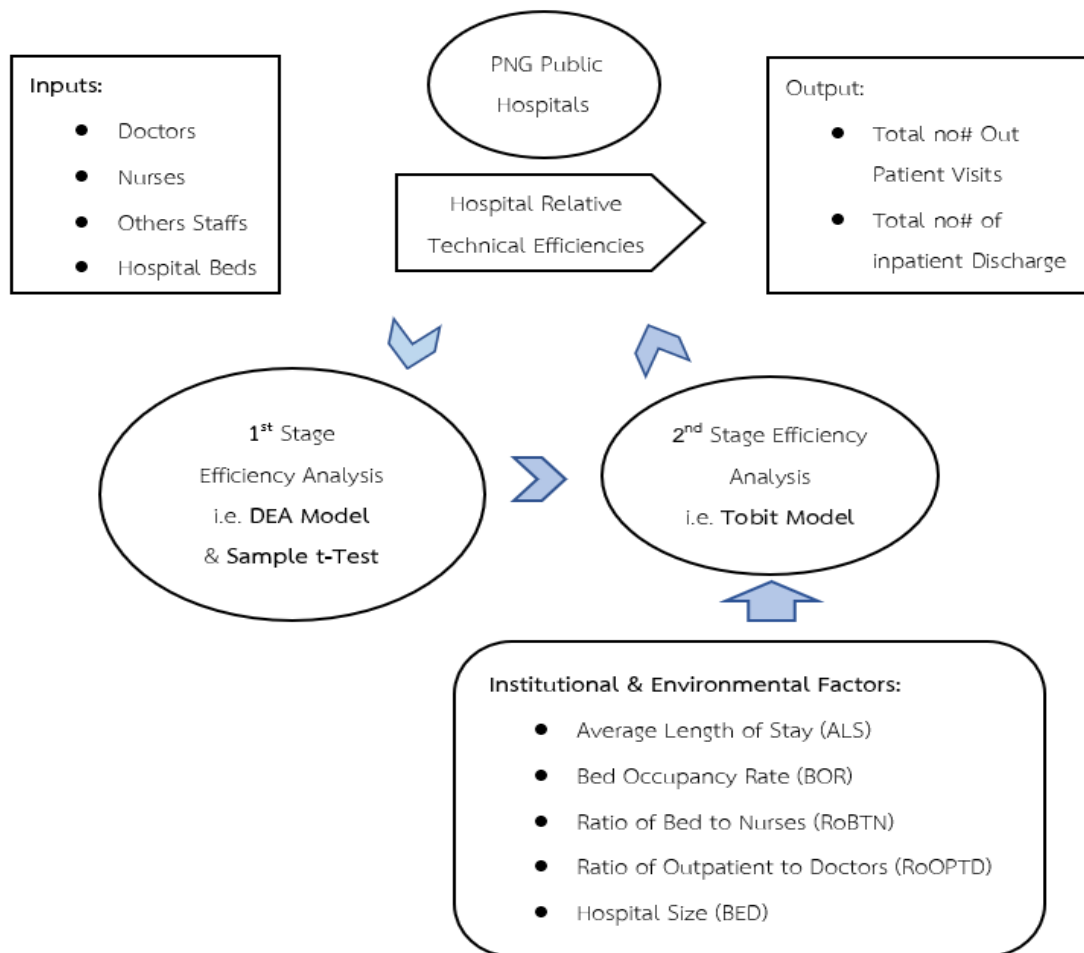 PNG Public
Hospitals
Inputs:
● Doctors
● Nurses
● Others Staffs
● Hospital Beds
Hospital Relative
Technical Efficiencies
Output:
● Total no# Out
Patient Visits
● Total no# of
inpatient Discharge
1st Stage
Efficiency Analysis
i.e. DEA Model
& Sample t-Test
2nd Stage Efficiency
Analysis
i.e. Tobit Model
Institutional & Environmental Factors:
● Average Length of Stay (ALS)
● Bed Occupancy Rate (BOR)
● Ratio of Bed to Nurses (RoBTN)
● Ratio of Outpatient to Doctors (RoOPTD)
● Hospital Size (BED)